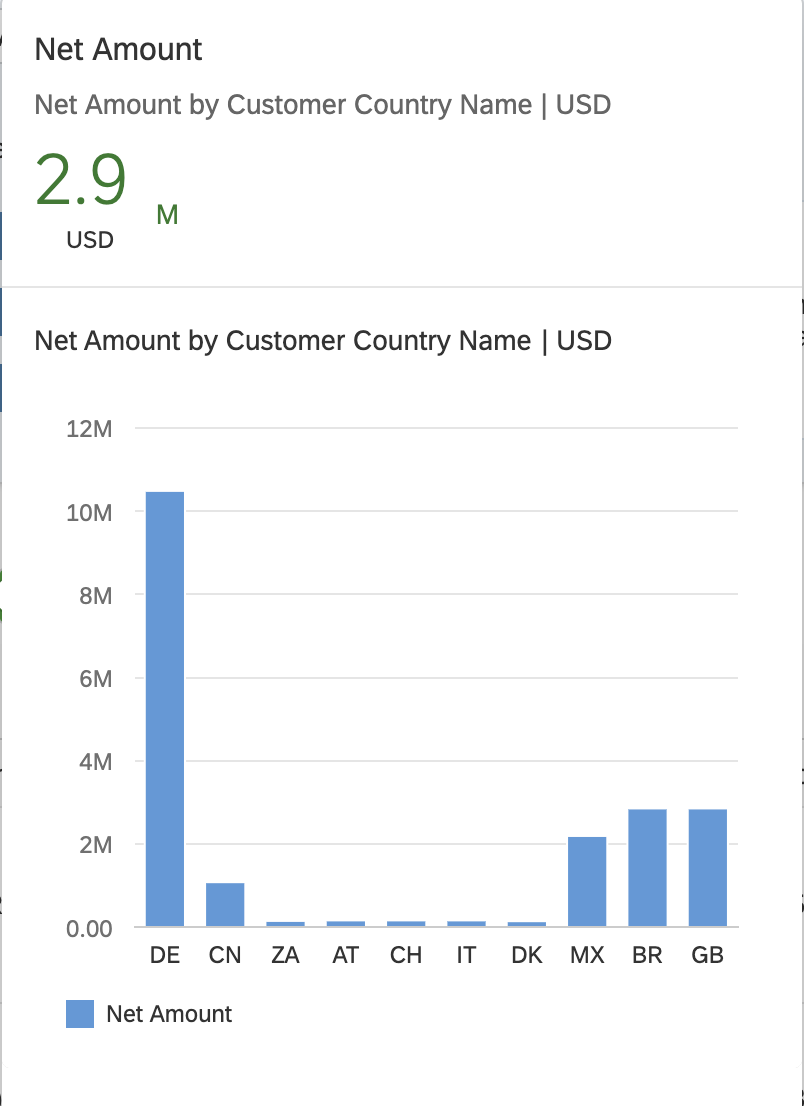 Net Amount
Net Amount by Customer Country Name | USD
2.9
M
USD
Net Amount by Customer Country Name | USD
12M
10M
8M
6M
4M
2M
0.00
DE CN ZA AT CH IT DK MX BR GB
Net Amount